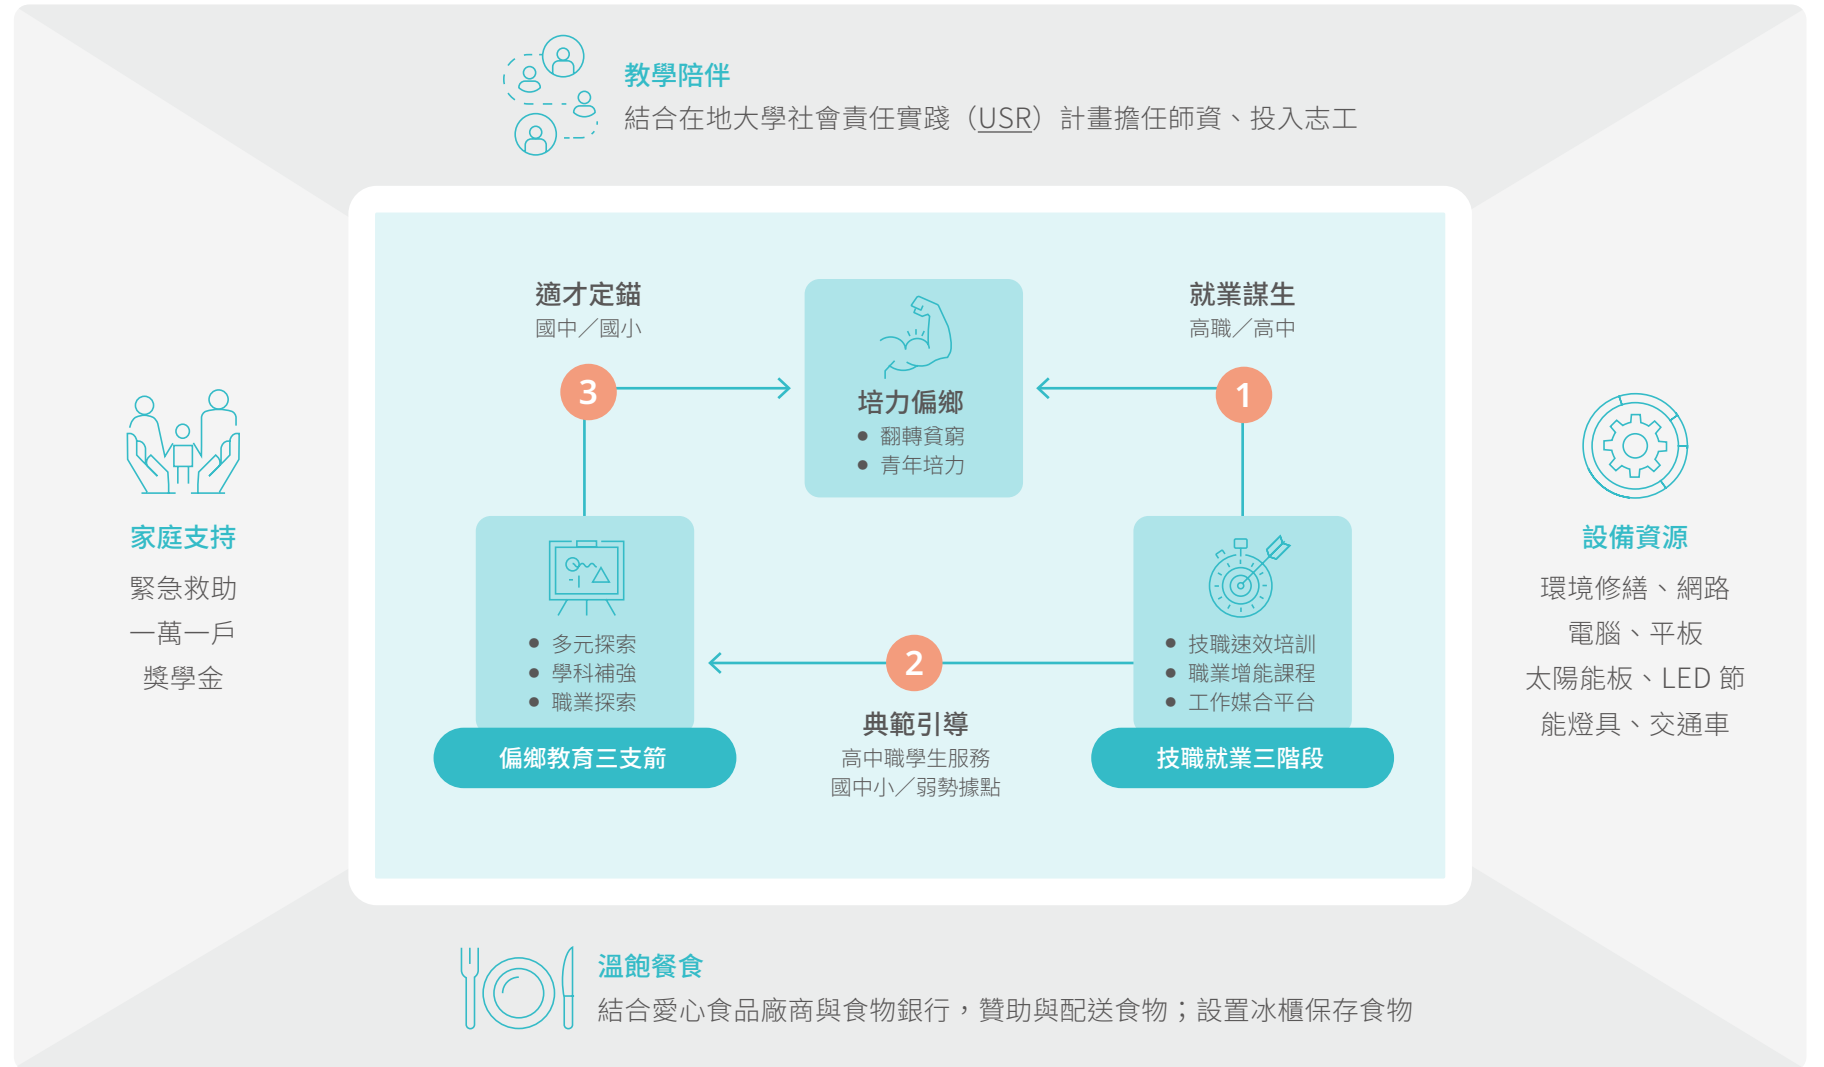 教學陪伴
結合在地大學社會責任實踐（USR）計畫擔任師資、投入志工
適才定錨
國中／國小
3
培力偏鄉
● 翻轉貧窮
● 青年培力
就業謀生
高職／高中
1
家庭支持
緊急救助
一萬一戶
獎學金
● 多元探索
● 學科補強
● 職業探索
偏鄉教育三支箭
2
典範引導
高中職學生服務
國中小／弱勢據點
● 技職速效培訓
● 職業增能課程
● 工作媒合平台
技職就業三階段
設備資源
環境修繕、網路
電腦、平板
太陽能板、LED 節
能燈具、交通車
溫飽餐食
結合愛心食品廠商與食物銀行，贊助與配送食物；設置冰櫃保存食物